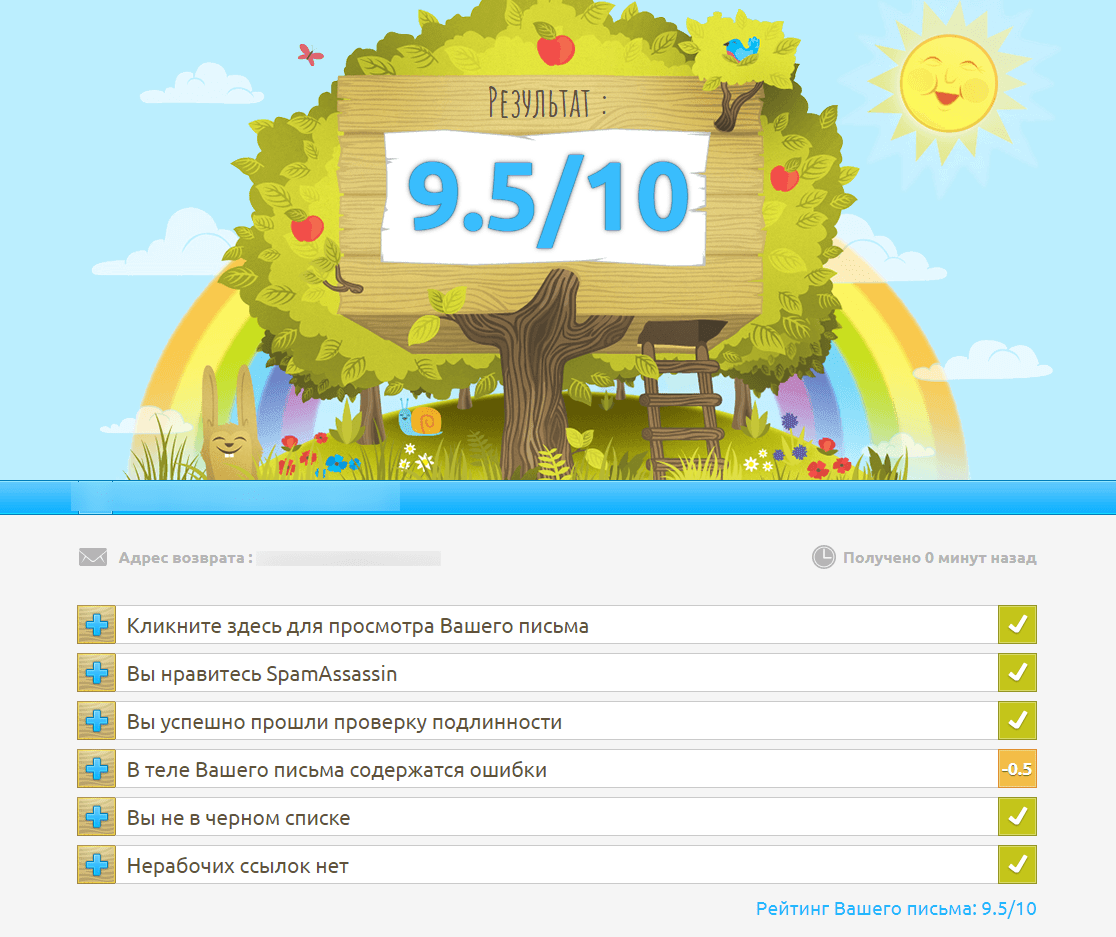 Результат :
9.5/10
Адрес возврата :
Получено 0 минут назад
Кликните здесь для просмотра Вашего письма
Вы нравитесь SpamAssassin
Вы успешно прошли проверку подлинности
В теле Вашего письма содержатся ошибки
-0.5
Вы не в черном списке
Нерабочих ссылок нет
Рейтинг Вашего письма: 9.5/10